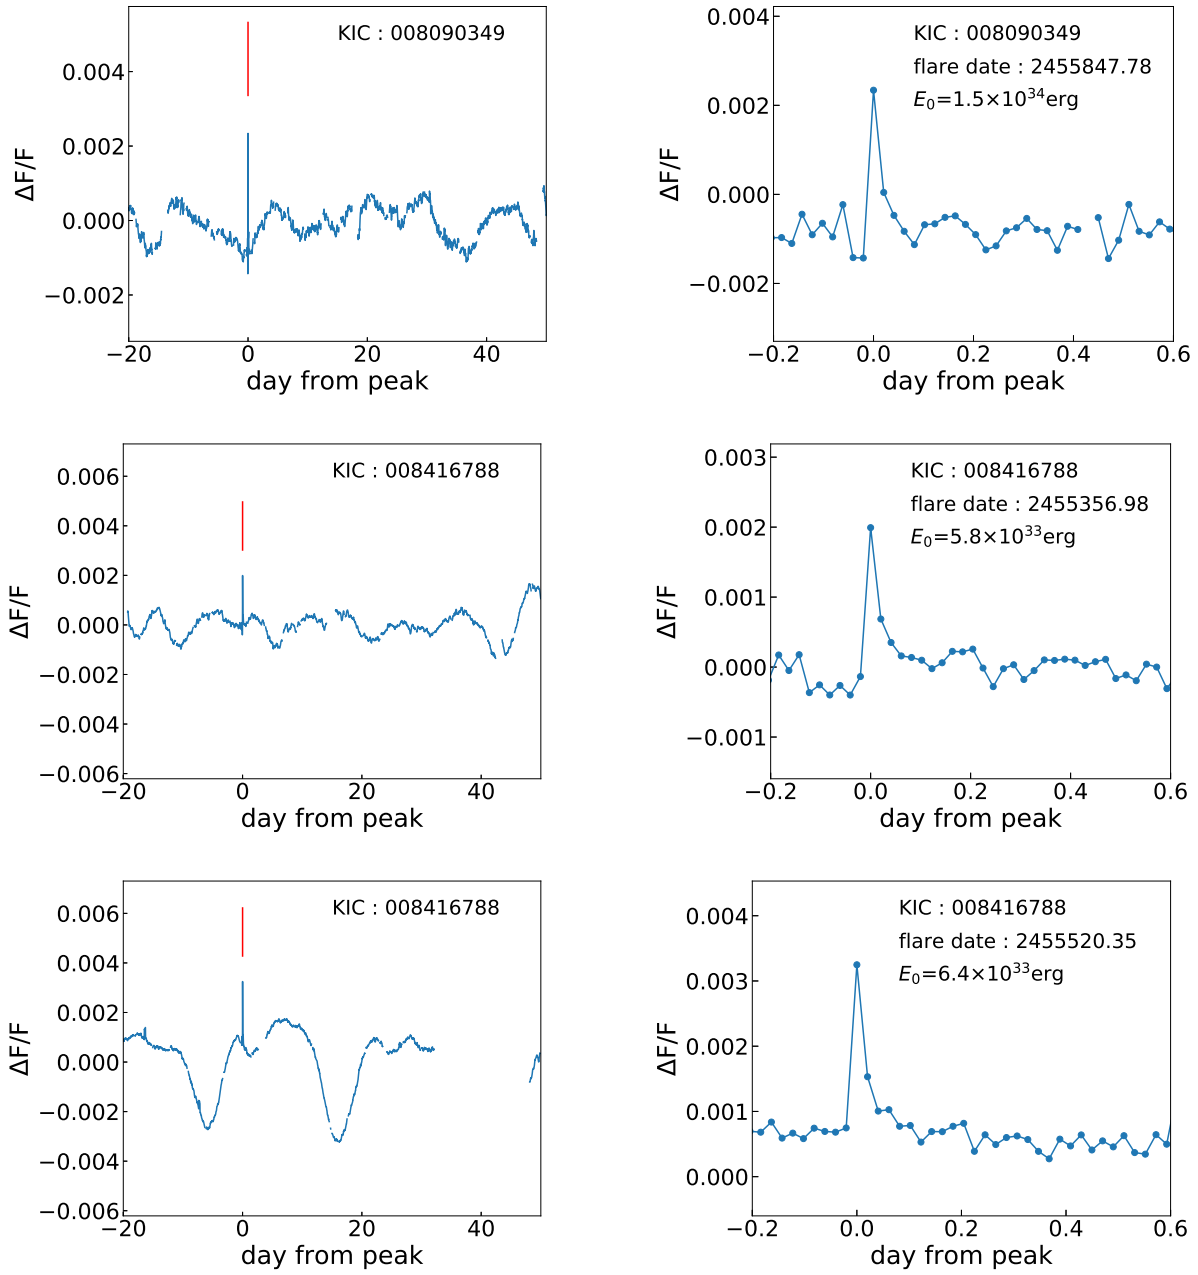 KIC : 008090349
0.004
0.002
0.000
−0.002
ΔF/F
−20 0 20 40
day from peak
KIC : 008090349
flare date : 2455847.78
E₀=1.5×10³⁴erg
0.004
0.002
0.000
−0.002
ΔF/F
−0.2 0.0 0.2 0.4 0.6
day from peak
KIC : 008416788
0.006
0.004
0.002
0.000
−0.002
−0.004
−0.006
ΔF/F
−20 0 20 40
day from peak
KIC : 008416788
flare date : 2455356.98
E₀=5.8×10³³erg
0.003
0.002
0.001
0.000
−0.001
ΔF/F
−0.2 0.0 0.2 0.4 0.6
day from peak
KIC : 008416788
0.006
0.004
0.002
0.000
−0.002
−0.004
−0.006
ΔF/F
−20 0 20 40
day from peak
KIC : 008416788
flare date : 2455520.35
E₀=6.4×10³³erg
0.004
0.003
0.002
0.001
0.000
ΔF/F
−0.2 0.0 0.2 0.4 0.6
day from peak